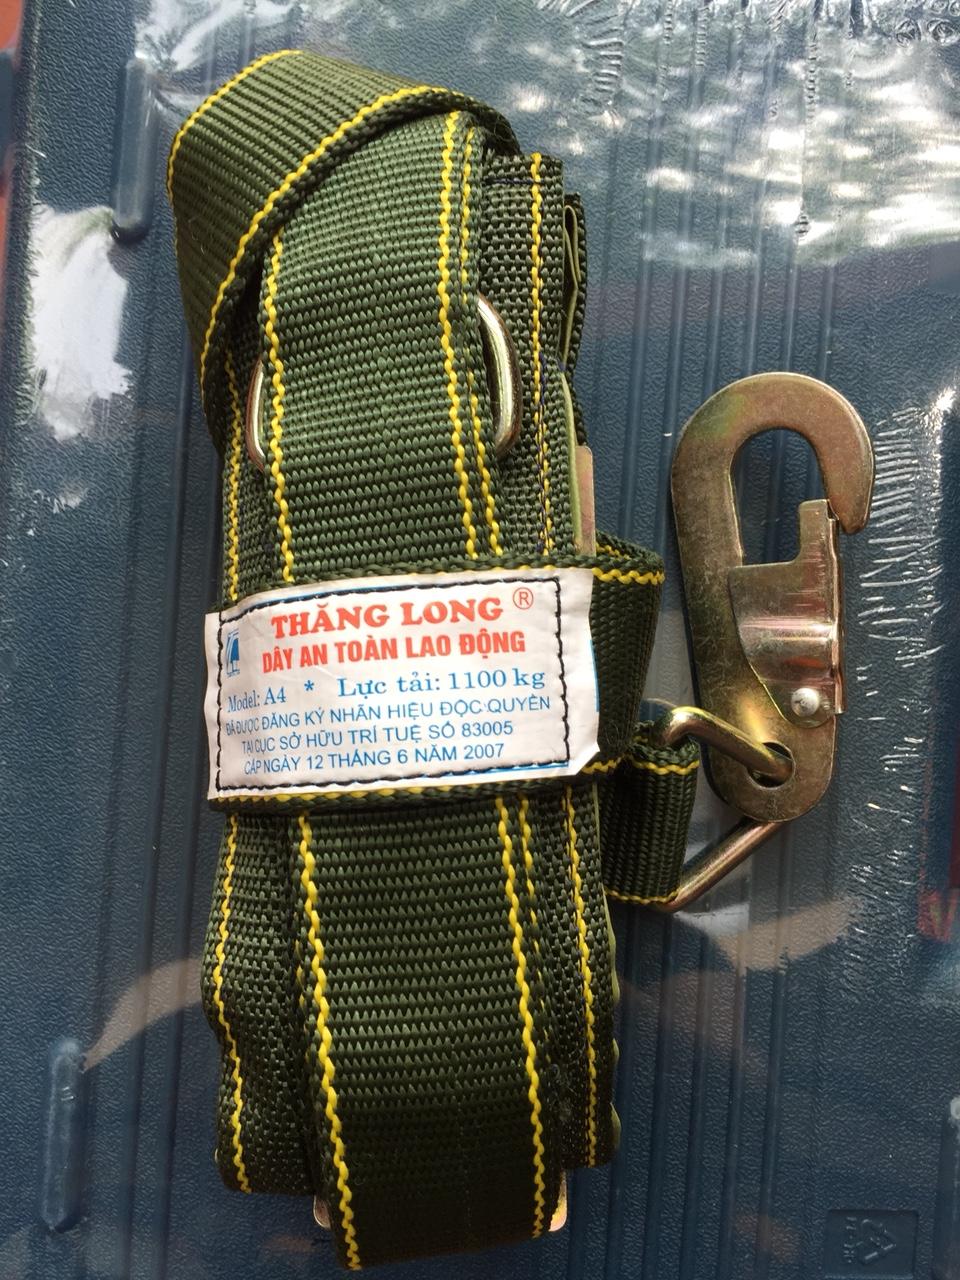 THĂNG LONG ®
DÂY AN TOÀN LAO ĐỘNG
Model: A4 * Lực tải: 1100 kg
ĐÃ ĐƯỢC ĐĂNG KÝ NHÃN HIỆU ĐỘC QUYỀN
TẠI CỤC SỞ HỮU TRÍ TUỆ SỐ 83005
CẤP NGÀY 12 THÁNG 6 NĂM 2007